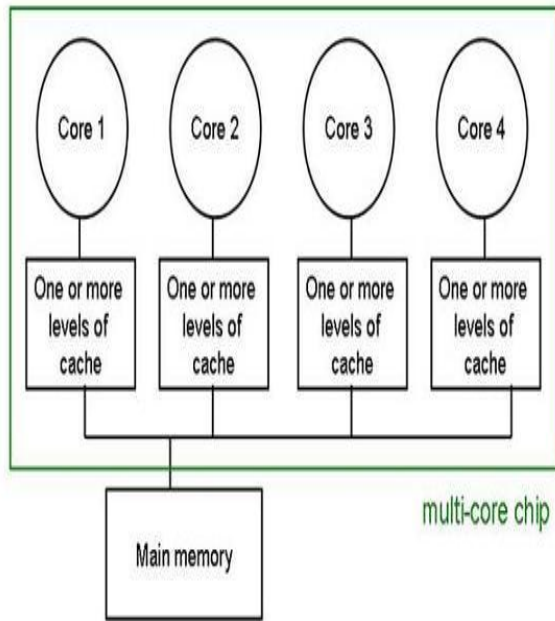 Core 1
Core 2
Core 3
Core 4
One or more
levels of
cache
One or more
levels of
cache
One or more
levels of
cache
One or more
levels of
cache
multi-core chip
Main memory